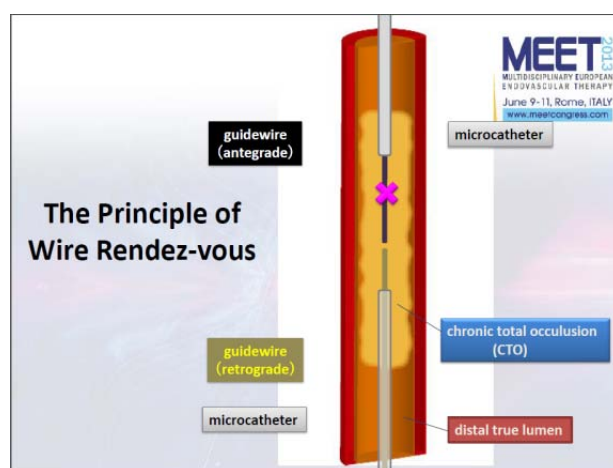 MEET 2013
MULTIDISCIPLINARY EUROPEAN
ENDOVASCULAR THERAPY
June 9-11, Rome, ITALY
www.meetcongress.com
guidewire
(antegrade)
microcatheter
The Principle of
Wire Rendez-vous
chronic total occulusion
(CTO)
guidewire
(retrograde)
microcatheter
distal true lumen